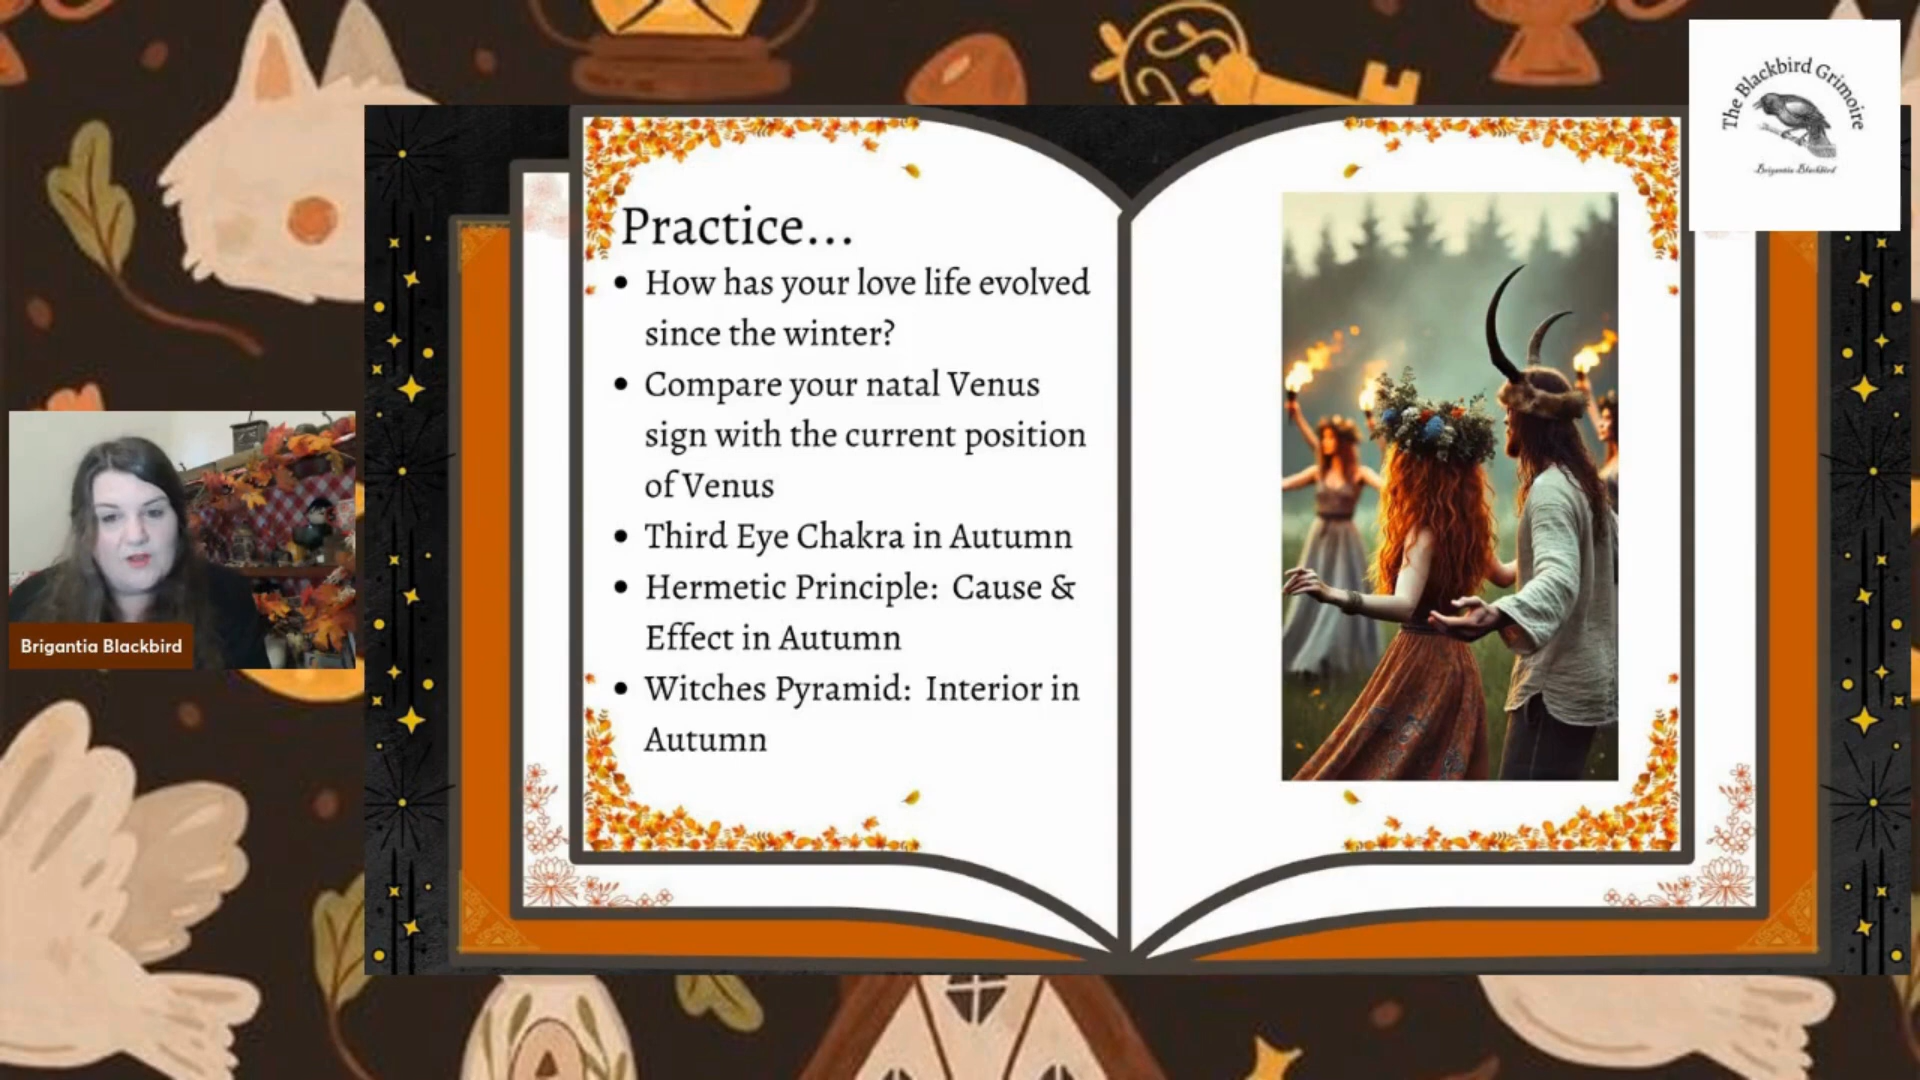 The Blackbird Grimoire
Brigantia Blackbird
Practice...
• How has your love life evolved
since the winter?
• Compare your natal Venus
sign with the current position
of Venus
• Third Eye Chakra in Autumn
• Hermetic Principle: Cause &
Effect in Autumn
• Witches Pyramid: Interior in
Autumn
Brigantia Blackbird